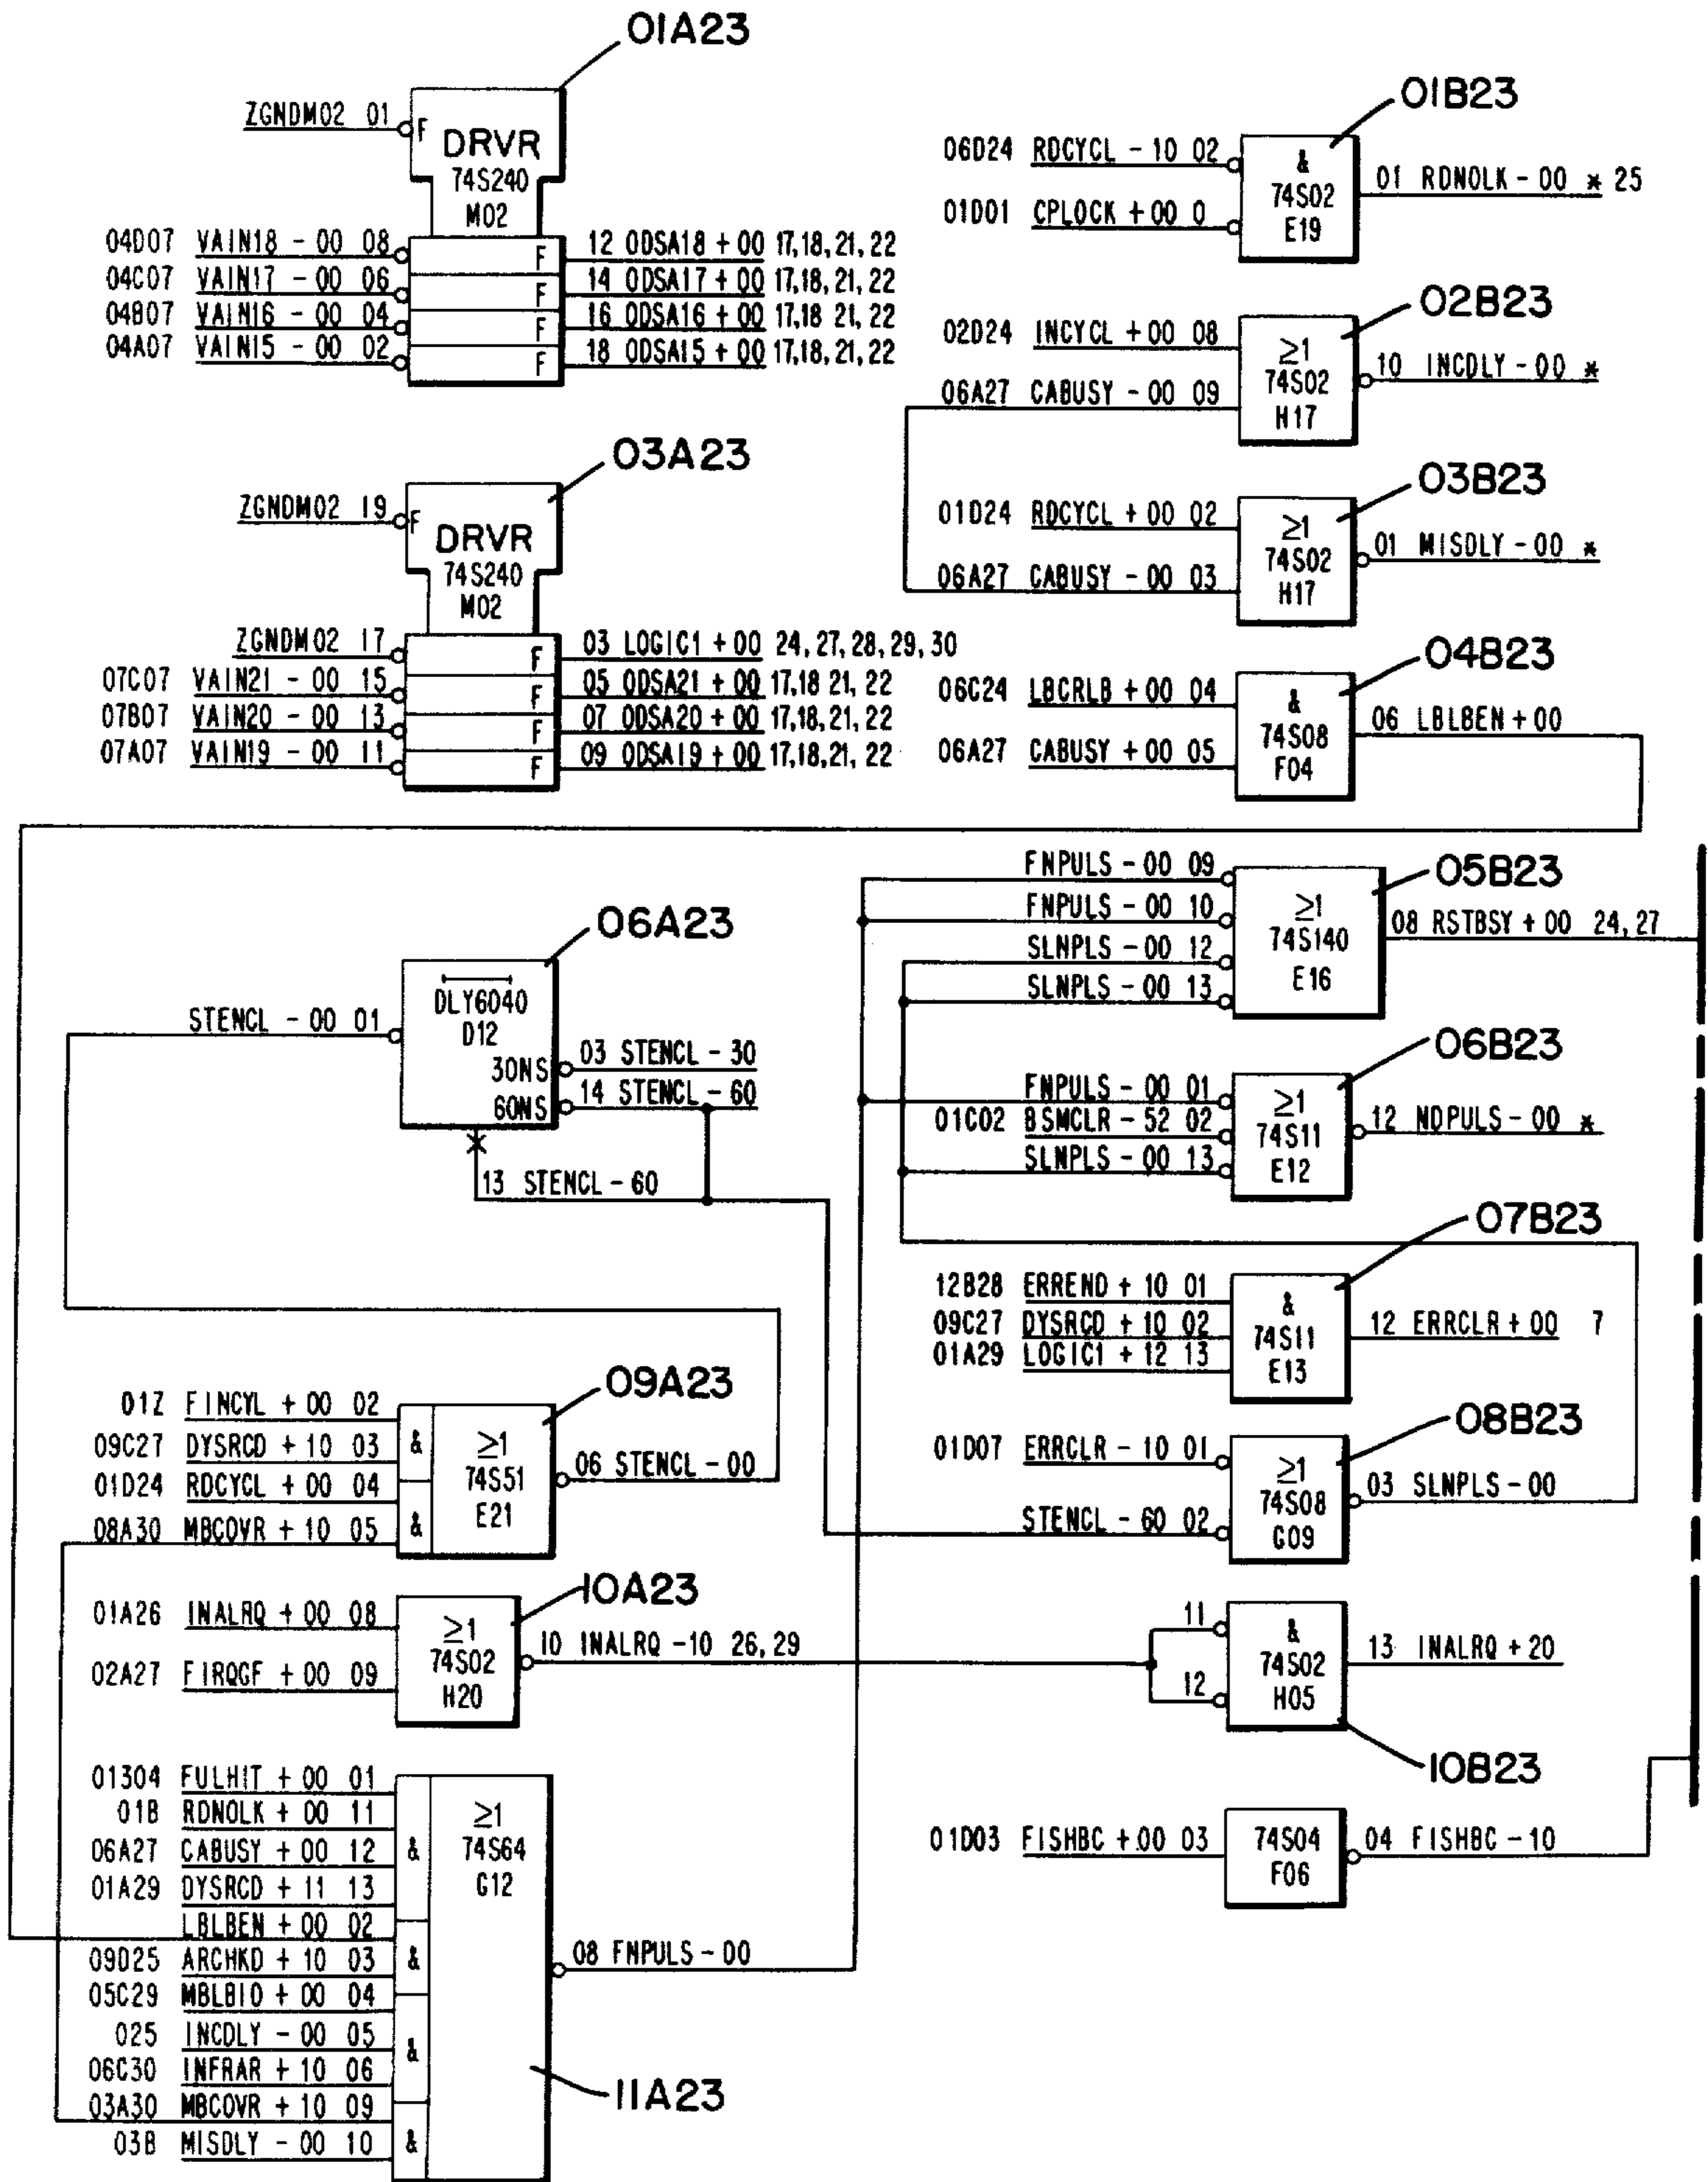 01A23
ZGNDM02 01
F
DRVR
74S240
M02
04D07 VAIN18 - 00 08
F
12 ODSA18 + 00 17,18,21,22
04C07 VAIN17 - 00 06
F
14 ODSA17 + 00 17,18,21,22
04B07 VAIN16 - 00 04
F
16 ODSA16 + 00 17,18 21,22
04A07 VAIN15 - 00 02
F
18 ODSA15 + 00 17,18,21,22
03A23
ZGNDM02 19
F
DRVR
74S240
M02
ZGNDM02 17
F
03 LOGIC1 + 00 24,27,28,29,30
07C07 VAIN21 - 00 15
05 ODSA21 + 00 17,18 21,22
07B07 VAIN20 - 00 13
07 ODSA20 + 00 17,18,21,22
07A07 VAIN19 - 00 11
F
09 ODSA19 + 00 17,18,21,22
01B23
06D24 RDCYCL - 10 02
01D01 CPLOCK + 00 0
&
74S02
E19
01 RDNOLK - 00 * 25
02B23
02D24 INCYCL + 00 08
06A27 CABUSY - 00 09
≥1
74S02
H17
10 INCDLY - 00 *
03B23
01D24 RDCYCL + 00 02
06A27 CABUSY - 00 03
≥1
74S02
H17
01 MISDLY - 00 *
04B23
06C24 LBCRLB + 00 04
06A27 CABUSY + 00 05
&
74S08
F04
06 LBLBEN + 00
05B23
FNPULS - 00 09
FNPULS - 00 10
SLNPLS - 00 12
SLNPLS - 00 13
≥1
74S140
E16
08 RSTBSY + 00 24,27
06A23
STENCL - 00 01
DLY6040
D12
30NS
03 STENCL - 30
60NS
14 STENCL - 60
13 STENCL - 60
06B23
FNPULS - 00 01
01C02 BSMCLR - 52 02
SLNPLS - 00 13
≥1
74S11
E12
12 NDPULS - 00 *
07B23
12B28 ERREND + 10 01
09C27 DYSRCD + 10 02
01A29 LOGIC1 + 12 13
&
74S11
E13
12 ERRCLR + 00 7
09A23
01Z FINCYL + 00 02
09C27 DYSRCD + 10 03
01D24 RDCYCL + 00 04
08A30 MBCOVR + 10 05
&
&
≥1
74S51
E21
06 STENCL - 00
08B23
01D07 ERRCLR - 10 01
STENCL - 60 02
≥1
74S08
G09
03 SLNPLS - 00
10A23
01A26 INALRQ + 00 08
02A27 FIRQGF + 00 09
≥1
74S02
H20
10 INALRQ -10 26,29
11
12
&
74S02
H05
13 INALRQ + 20
10B23
01304 FULHIT + 00 01
01B RDNOLK + 00 11
06A27 CABUSY + 00 12
01A29 DYSRCD + 11 13
LBLBEN + 00 02
09D25 ARCHKD + 10 03
05C29 MBLBIO + 00 04
025 INCDLY - 00 05
06C30 INFRAR + 10 06
03A30 MBCOVR + 10 09
03B MISDLY - 00 10
&
&
&
&
≥1
74S64
G12
08 FNPULS - 00
11A23
01D03 FISHBC + 00 03
74S04
F06
04 FISHBC - 10